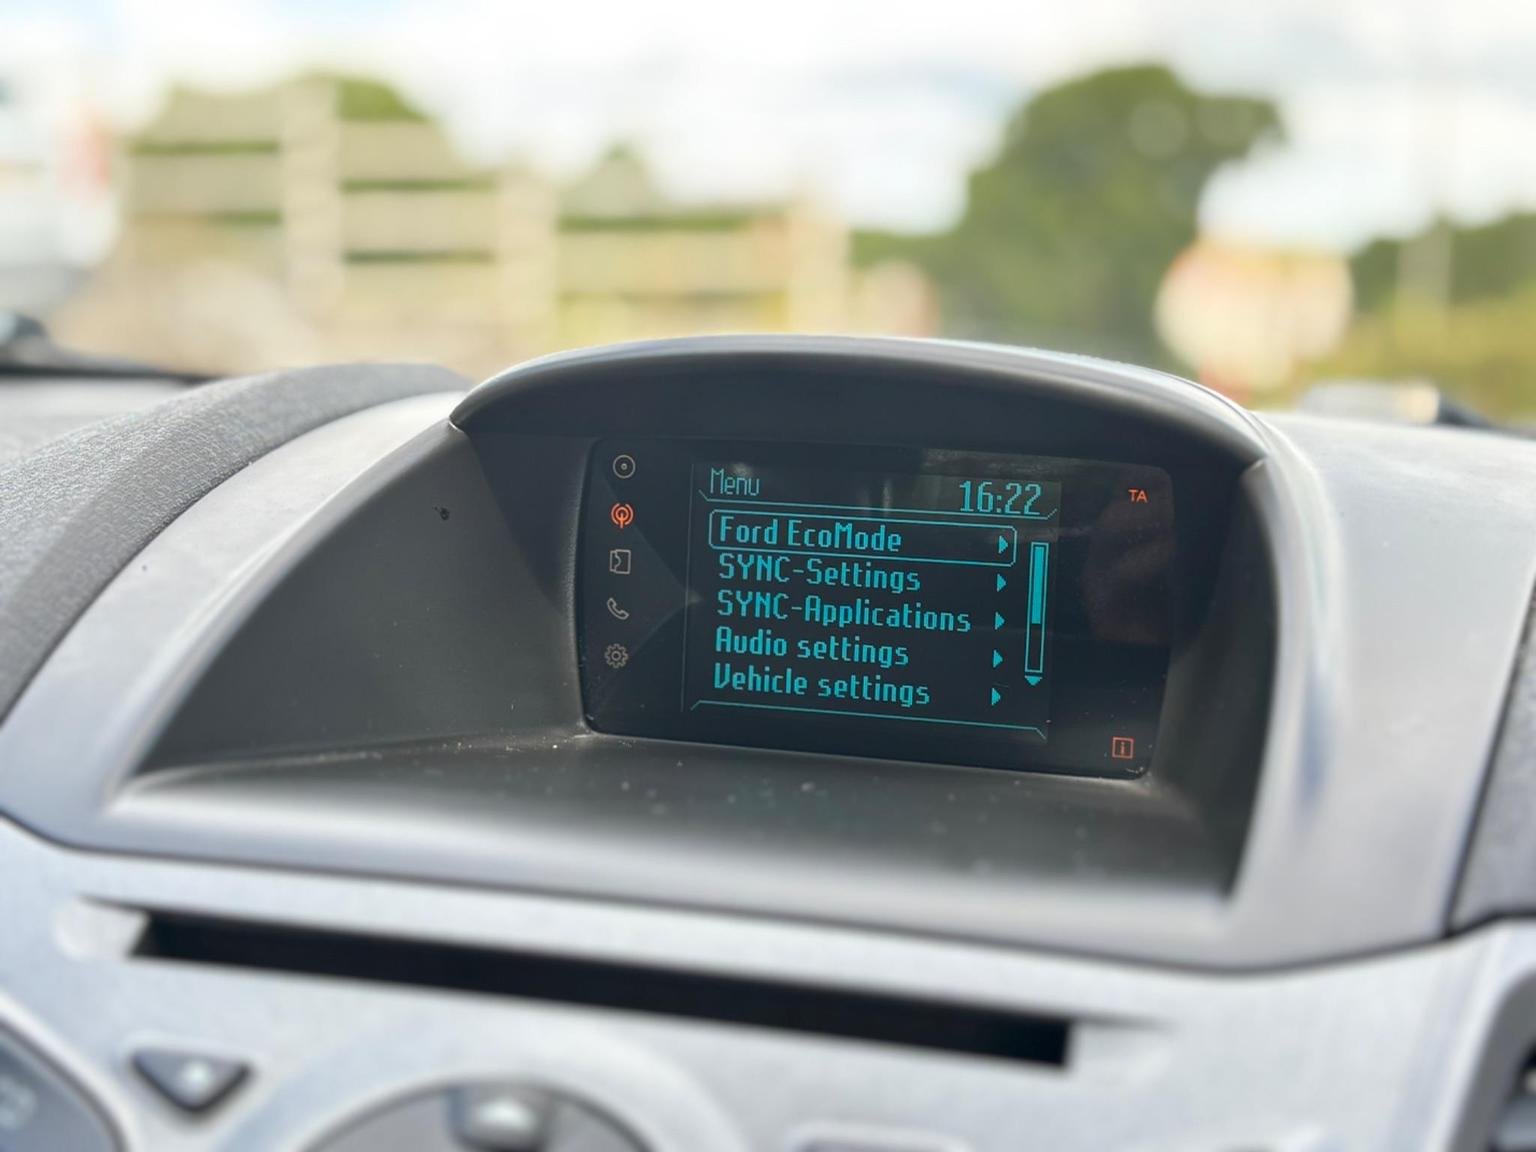 Menu
16:22
TA
Ford EcoMode
SYNC-Settings
SYNC-Applications
Audio settings
Vehicle settings
i